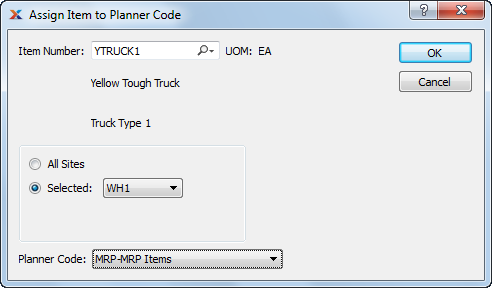 Assign Item to Planner Code
Item Number: YTRUCK1 UOM: EA
OK
Yellow Tough Truck
Cancel
Truck Type 1
All Sites
Selected: WH1
Planner Code: MRP-MRP Items